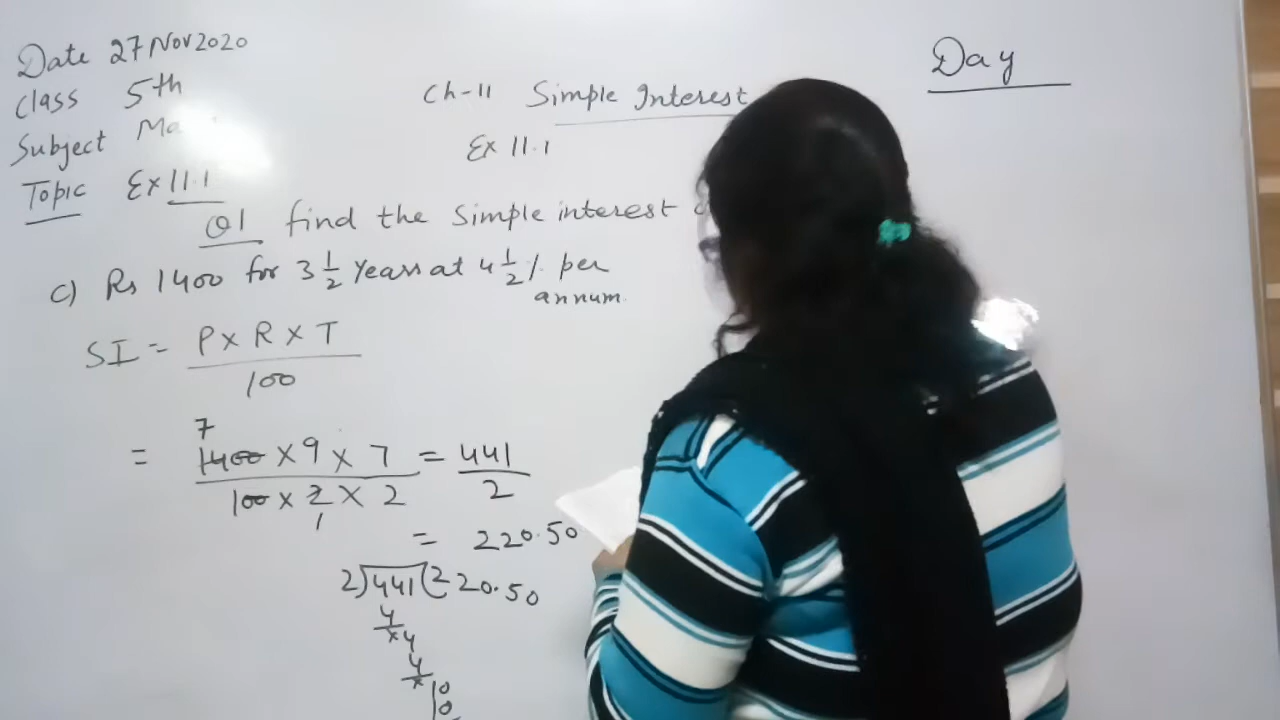 Date 27 Nov 2020
Class 5th
Subject Ma
Topic Ex 11.1
Day
Ch-11 Simple Interest
Ex 11.1
Q1 find the Simple interest
c) Rs 1400 for 3 1/2 Years at 4 1/2 % per
annum.
SI = P × R × T
100
7
= 1400 × 9 × 7 = 441
100 × 2 × 2 2
1
= 220.50
2)441(220.50
4
×4
4
×10
0